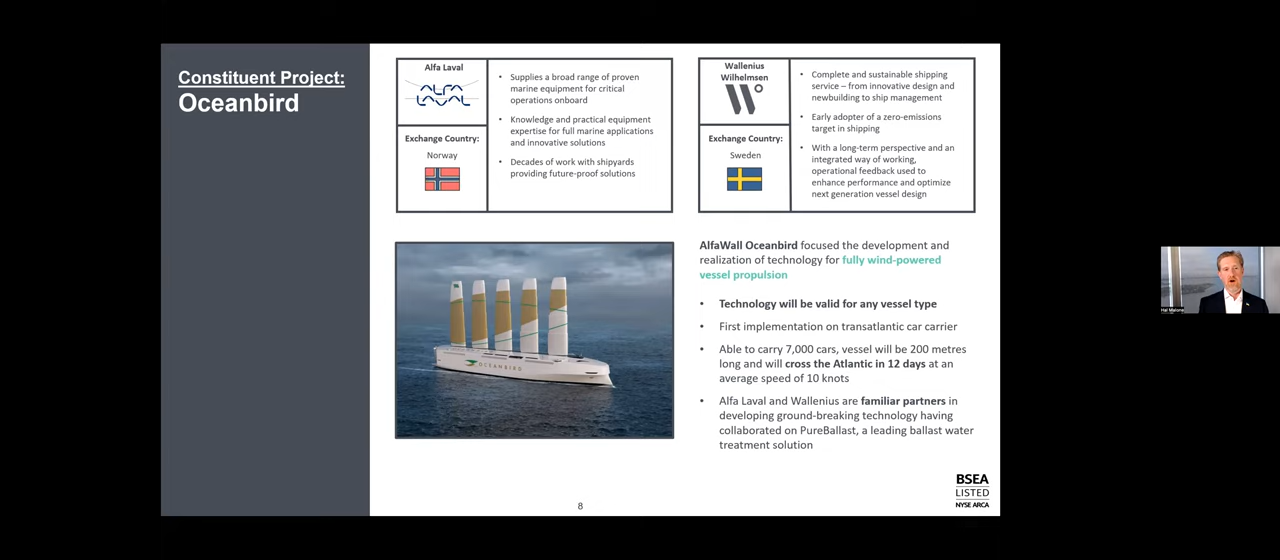 Constituent Project:
Oceanbird
Alfa Laval
ALFA
LAVAL
Exchange Country:
Norway
Supplies a broad range of proven
marine equipment for critical
operations onboard
Knowledge and practical equipment
expertise for full marine applications
and innovative solutions
Decades of work with shipyards
providing future-proof solutions
Wallenius
Wilhelmsen
Exchange Country:
Sweden
Complete and sustainable shipping
service – from innovative design and
newbuilding to ship management
Early adopter of a zero-emissions
target in shipping
With a long-term perspective and an
integrated way of working,
operational feedback used to
enhance performance and optimize
next generation vessel design
OCEANBIRD
AlfaWall Oceanbird focused the development and
realization of technology for fully wind-powered
vessel propulsion
• Technology will be valid for any vessel type
• First implementation on transatlantic car carrier
• Able to carry 7,000 cars, vessel will be 200 metres
long and will cross the Atlantic in 12 days at an
average speed of 10 knots
• Alfa Laval and Wallenius are familiar partners in
developing ground-breaking technology having
collaborated on PureBallast, a leading ballast water
treatment solution
8
BSEA
LISTED
NYSE ARCA
Hal Malone